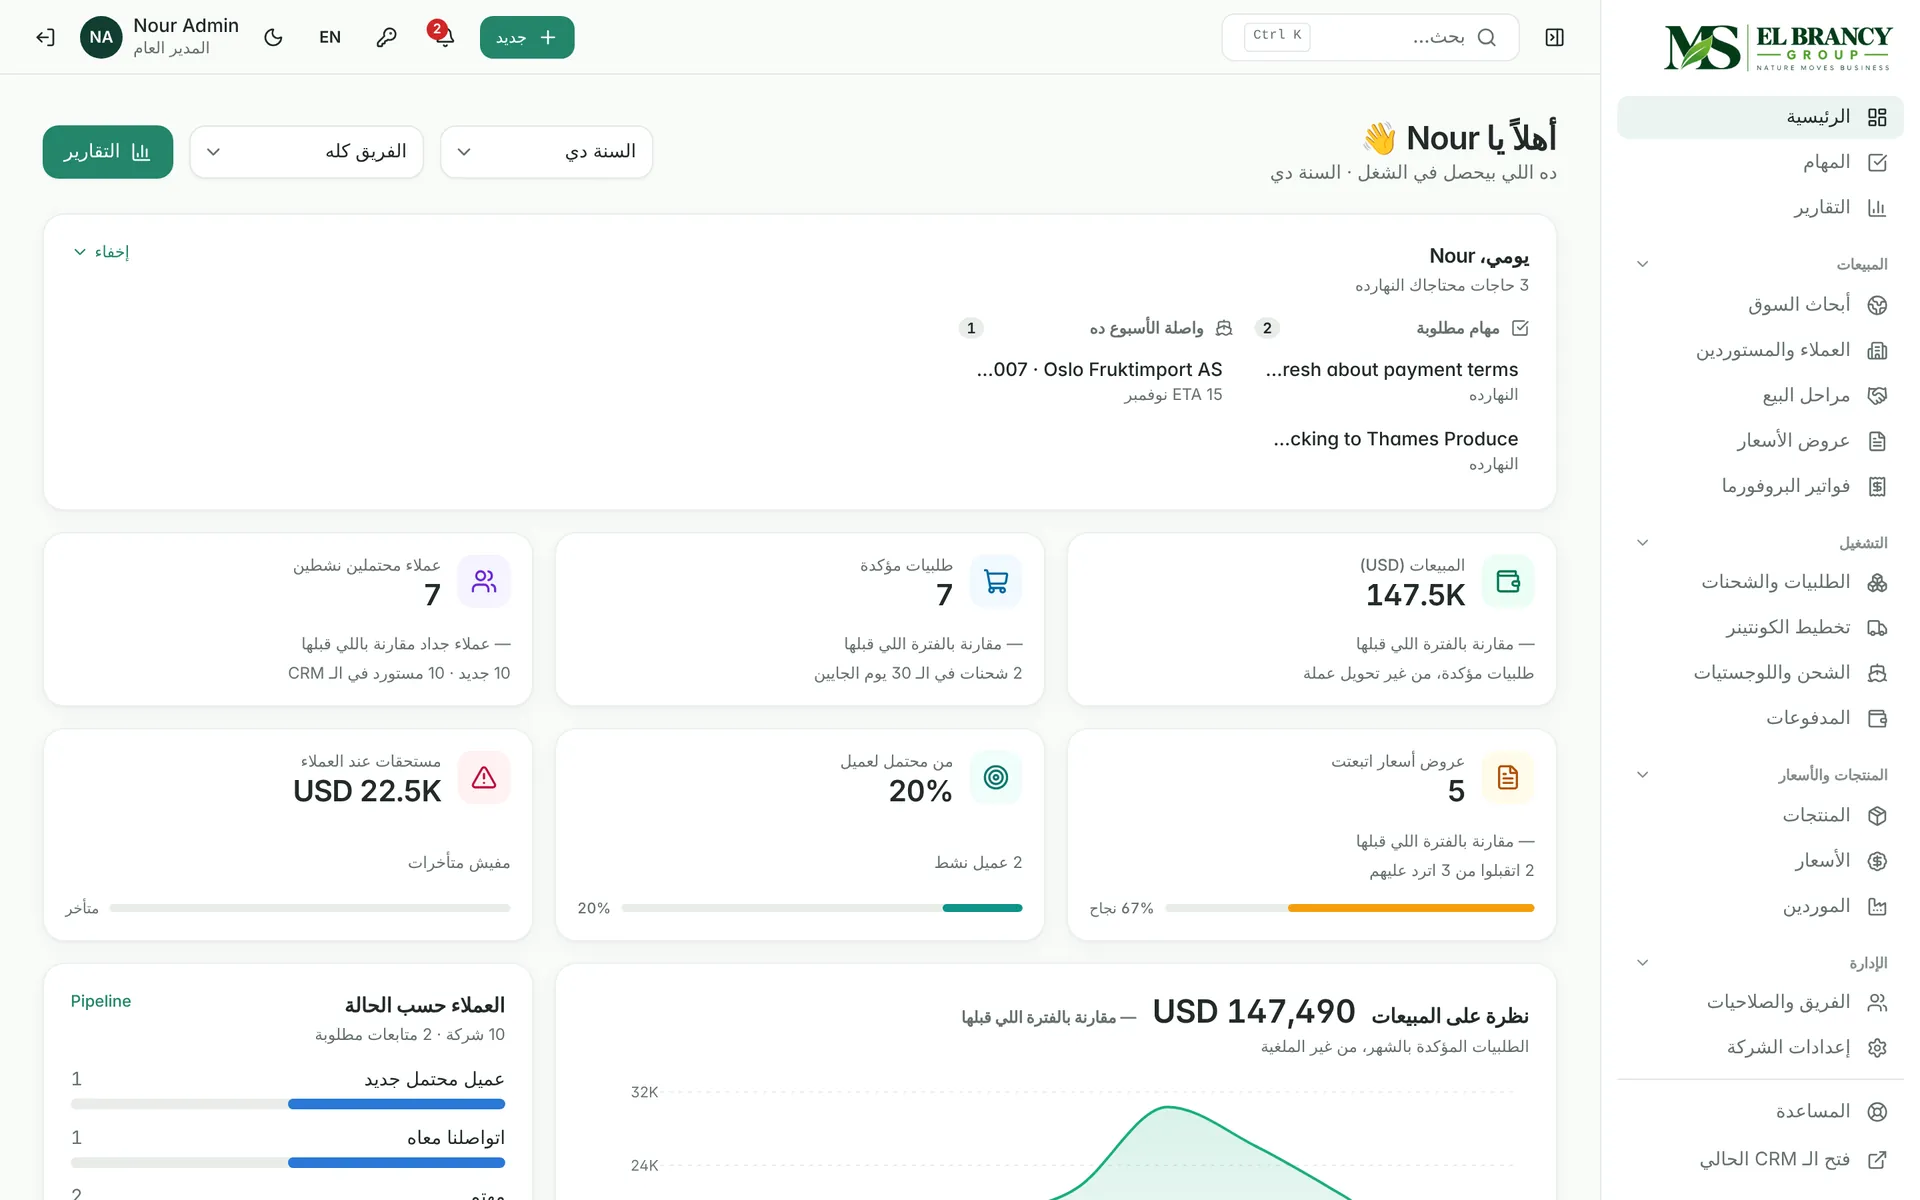 MS EL BRANCY
GROUP
NATURE MOVES BUSINESS
الرئيسية
المهام
التقارير
المبيعات
أبحاث السوق
العملاء والمستوردين
مراحل البيع
عروض الأسعار
فواتير البروفورما
التشغيل
الطلبيات والشحنات
تخطيط الكونتينر
الشحن واللوجستيات
المدفوعات
المنتجات والأسعار
المنتجات
الأسعار
الموردين
الإدارة
الفريق والصلاحيات
إعدادات الشركة
المساعدة
فتح الـ CRM الحالي
بحث...
Ctrl K
جديد
2
EN
Nour Admin
المدير العام
NA
أهلاً يا Nour 👋
ده اللي بيحصل في الشغل · السنة دي
السنة دي
الفريق كله
التقارير
يومي، Nour
إخفاء
3 حاجات محتاجاك النهارده
مهام مطلوبة 2
...resh about payment terms
النهارده
...cking to Thames Produce
النهارده
واصلة الأسبوع ده 1
...007 · Oslo Fruktimport AS
ETA 15 نوفمبر
المبيعات (USD)
147.5K
— مقارنة بالفترة اللي قبلها
طلبيات مؤكدة، من غير تحويل عملة
طلبيات مؤكدة
7
— مقارنة بالفترة اللي قبلها
2 شحنات في الـ 30 يوم الجايين
عملاء محتملين نشطين
7
— عملاء جداد مقارنة باللي قبلها
10 جديد · 10 مستورد في الـ CRM
عروض أسعار اتبعتت
5
— مقارنة بالفترة اللي قبلها
2 اتقبلوا من 3 اترد عليهم
67% نجاح
من محتمل لعميل
20%
2 عميل نشط
20%
مستحقات عند العملاء
USD 22.5K
مفيش متأخرات
متأخر
نظرة على المبيعات USD 147,490 — مقارنة بالفترة اللي قبلها
الطلبيات المؤكدة بالشهر، من غير الملغية
32K
24K
العملاء حسب الحالة
Pipeline
10 شركة · 2 متابعات مطلوبة
عميل محتمل جديد 1
اتواصلنا معاه 1
مهتم 2